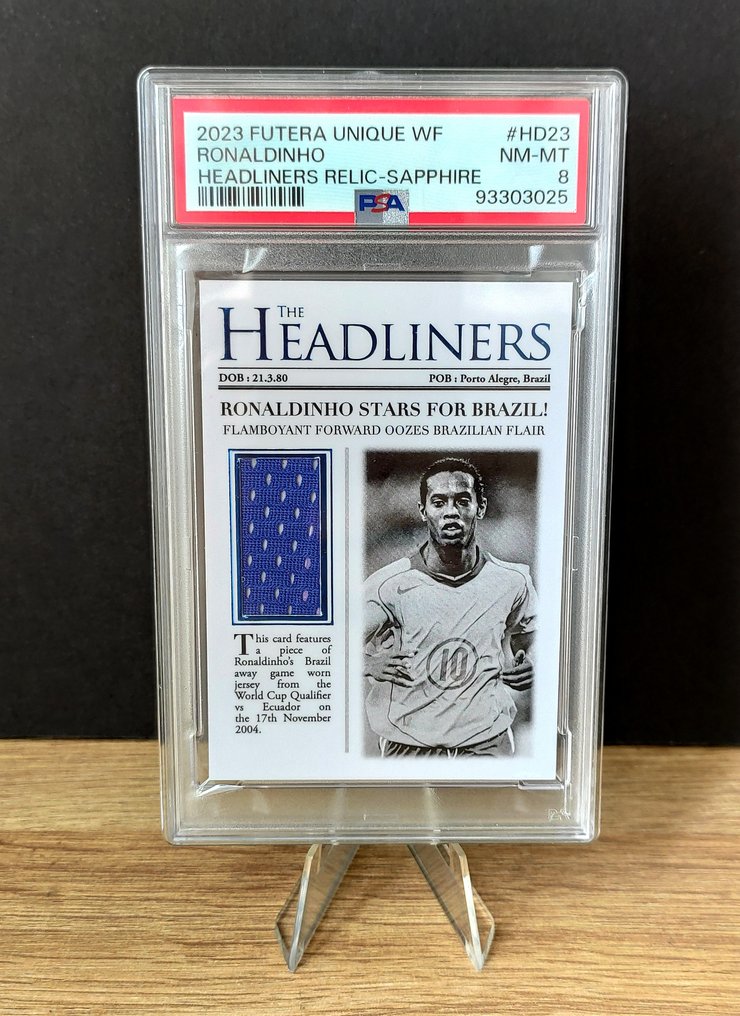 2023 FUTERA UNIQUE WF #HD23
RONALDINHO NM-MT
HEADLINERS RELIC-SAPPHIRE 8
PSA 93303025
THE
HEADLINERS
DOB : 21.3.80 POB : Porto Alegre, Brazil
RONALDINHO STARS FOR BRAZIL!
FLAMBOYANT FORWARD OOZES BRAZILIAN FLAIR
This card features
a piece of
Ronaldinho's Brazil
away game worn
jersey from the
World Cup Qualifier
vs Ecuador on
the 17th November
2004.
10